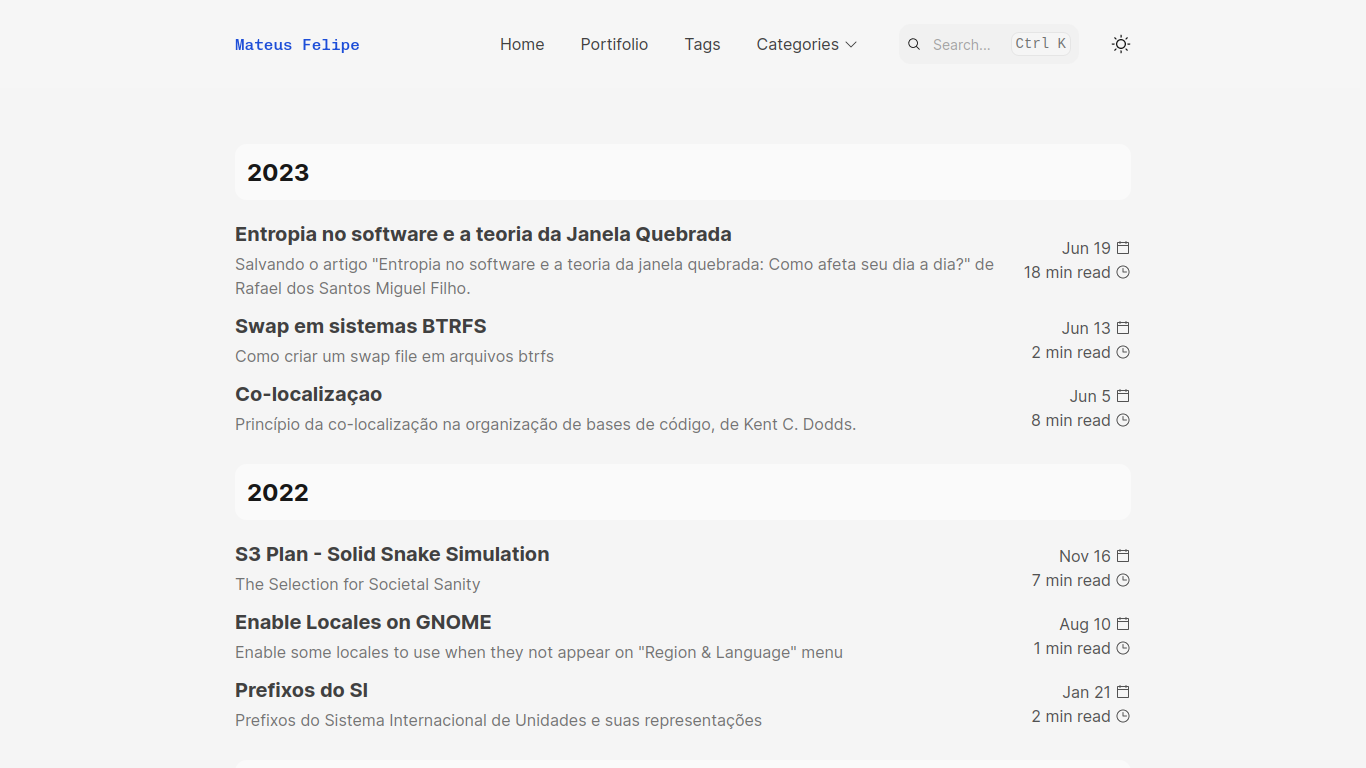 Mateus Felipe
Home
Portifolio
Tags
Categories
Search...
Ctrl K
2023
Entropia no software e a teoria da Janela Quebrada
Salvando o artigo "Entropia no software e a teoria da janela quebrada: Como afeta seu dia a dia?" de
Rafael dos Santos Miguel Filho.
Jun 19
18 min read
Swap em sistemas BTRFS
Como criar um swap file em arquivos btrfs
Jun 13
2 min read
Co-localizaçao
Princípio da co-localização na organização de bases de código, de Kent C. Dodds.
Jun 5
8 min read
2022
S3 Plan - Solid Snake Simulation
The Selection for Societal Sanity
Nov 16
7 min read
Enable Locales on GNOME
Enable some locales to use when they not appear on "Region & Language" menu
Aug 10
1 min read
Prefixos do SI
Prefixos do Sistema Internacional de Unidades e suas representações
Jan 21
2 min read